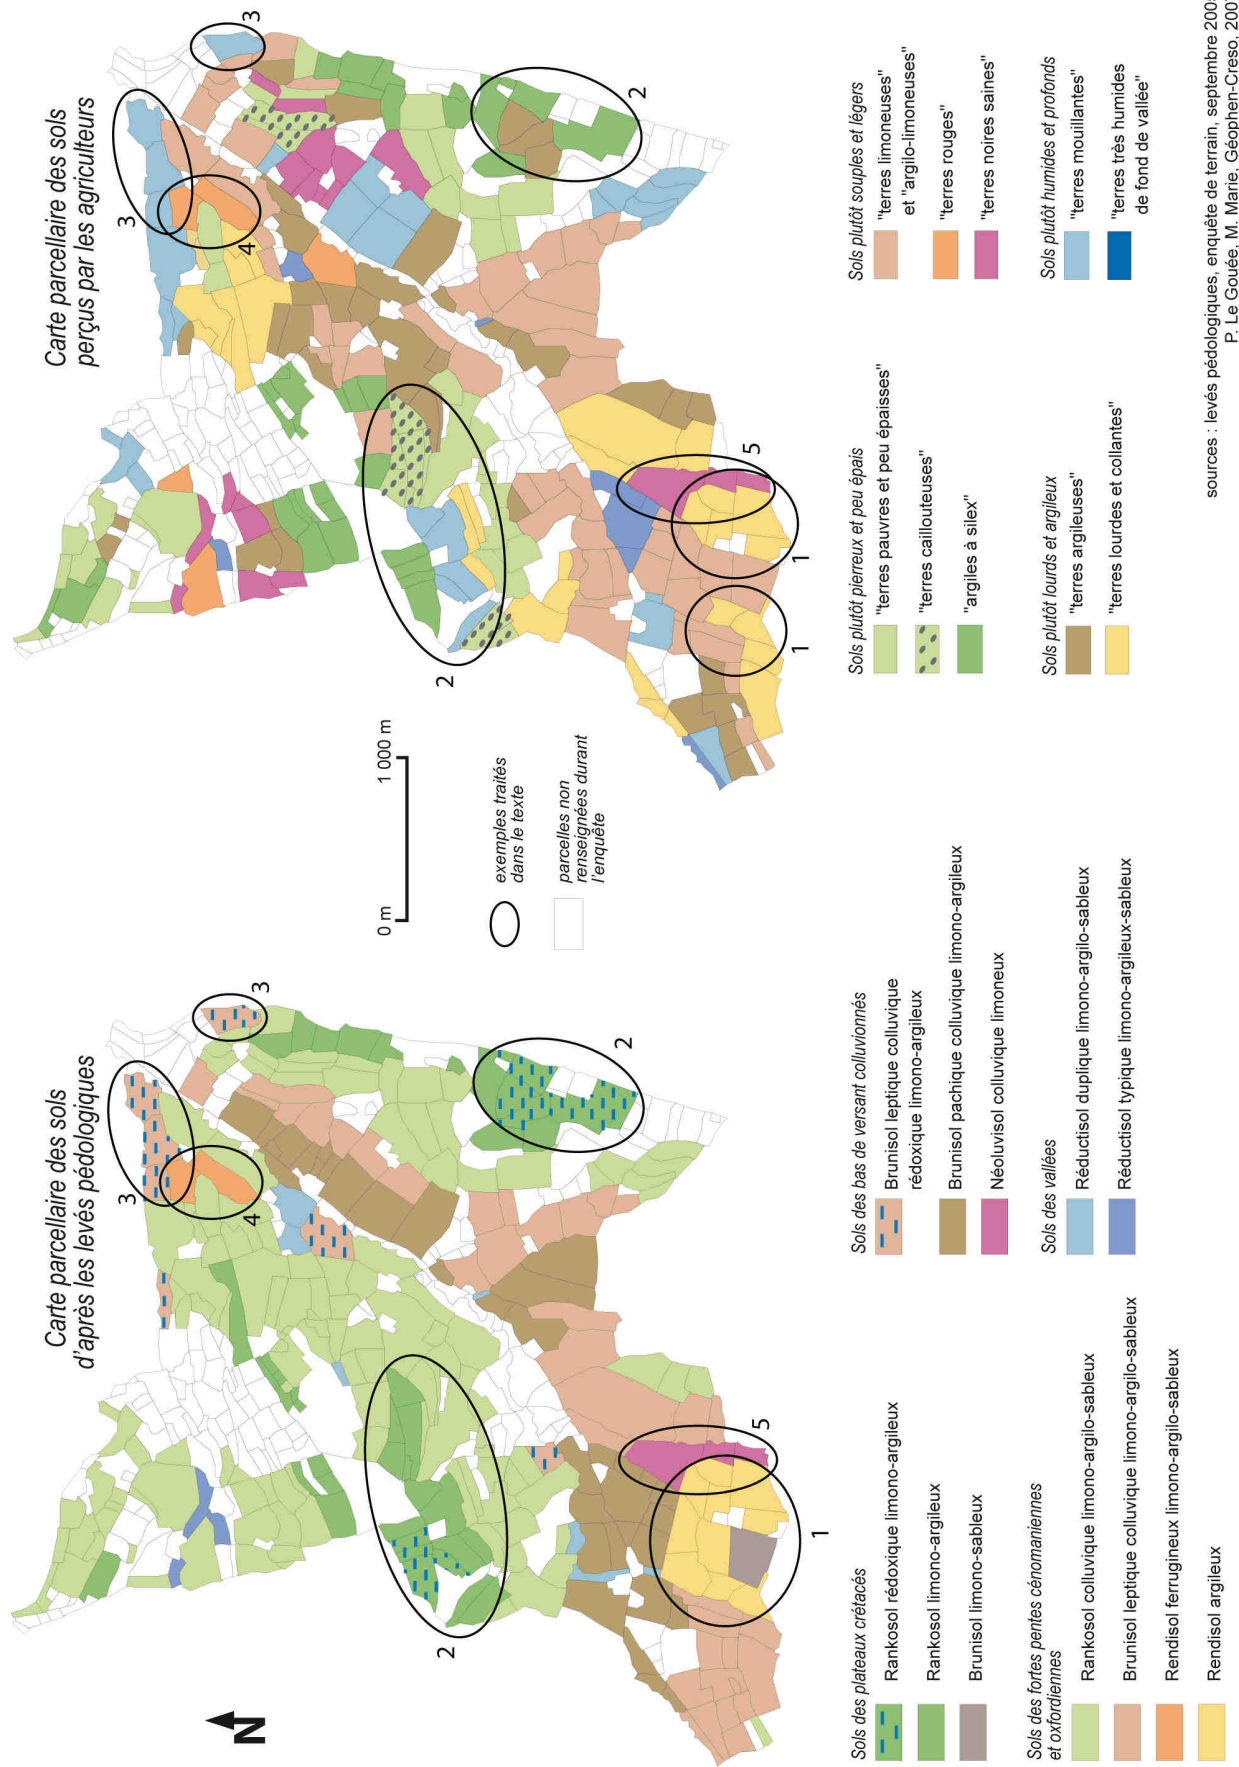 Carte parcellaire des sols
d'après les levés pédologiques
N
1
2
2
3
3
4
5
Carte parcellaire des sols
perçus par les agriculteurs
1
1
2
2
3
3
4
5
0 m
1 000 m
exemples traités
dans le texte
parcelles non
renseignées durant
l'enquête
Sols des plateaux crétacés
Rankosol rédoxique limono-argileux
Rankosol limono-argileux
Brunisol limono-sableux
Sols des fortes pentes cénomaniennes
et oxfordiennes
Rankosol colluvique limono-argilo-sableux
Brunisol leptique colluvique limono-argilo-sableux
Rendisol ferrugineux limono-argilo-sableux
Rendisol argileux
Sols des bas de versant colluvionnés
Brunisol leptique colluvique
rédoxique limono-argileux
Brunisol pachique colluvique limono-argileux
Néoluvisol colluvique limoneux
Sols des vallées
Réductisol duplique limono-argilo-sableux
Réductisol typique limono-argileux-sableux
Sols plutôt pierreux et peu épais
"terres pauvres et peu épaisses"
"terres caillouteuses"
"argiles à silex"
Sols plutôt lourds et argileux
"terres argileuses"
"terres lourdes et collantes"
Sols plutôt souples et légers
"terres limoneuses"
et "argilo-limoneuses"
"terres rouges"
"terres noires saines"
Sols plutôt humides et profonds
"terres mouillantes"
"terres très humides
de fond de vallée"
sources : levés pédologiques, enquête de terrain, septembre
P. Le Gouée, M. Marie, Géophen-Creso,